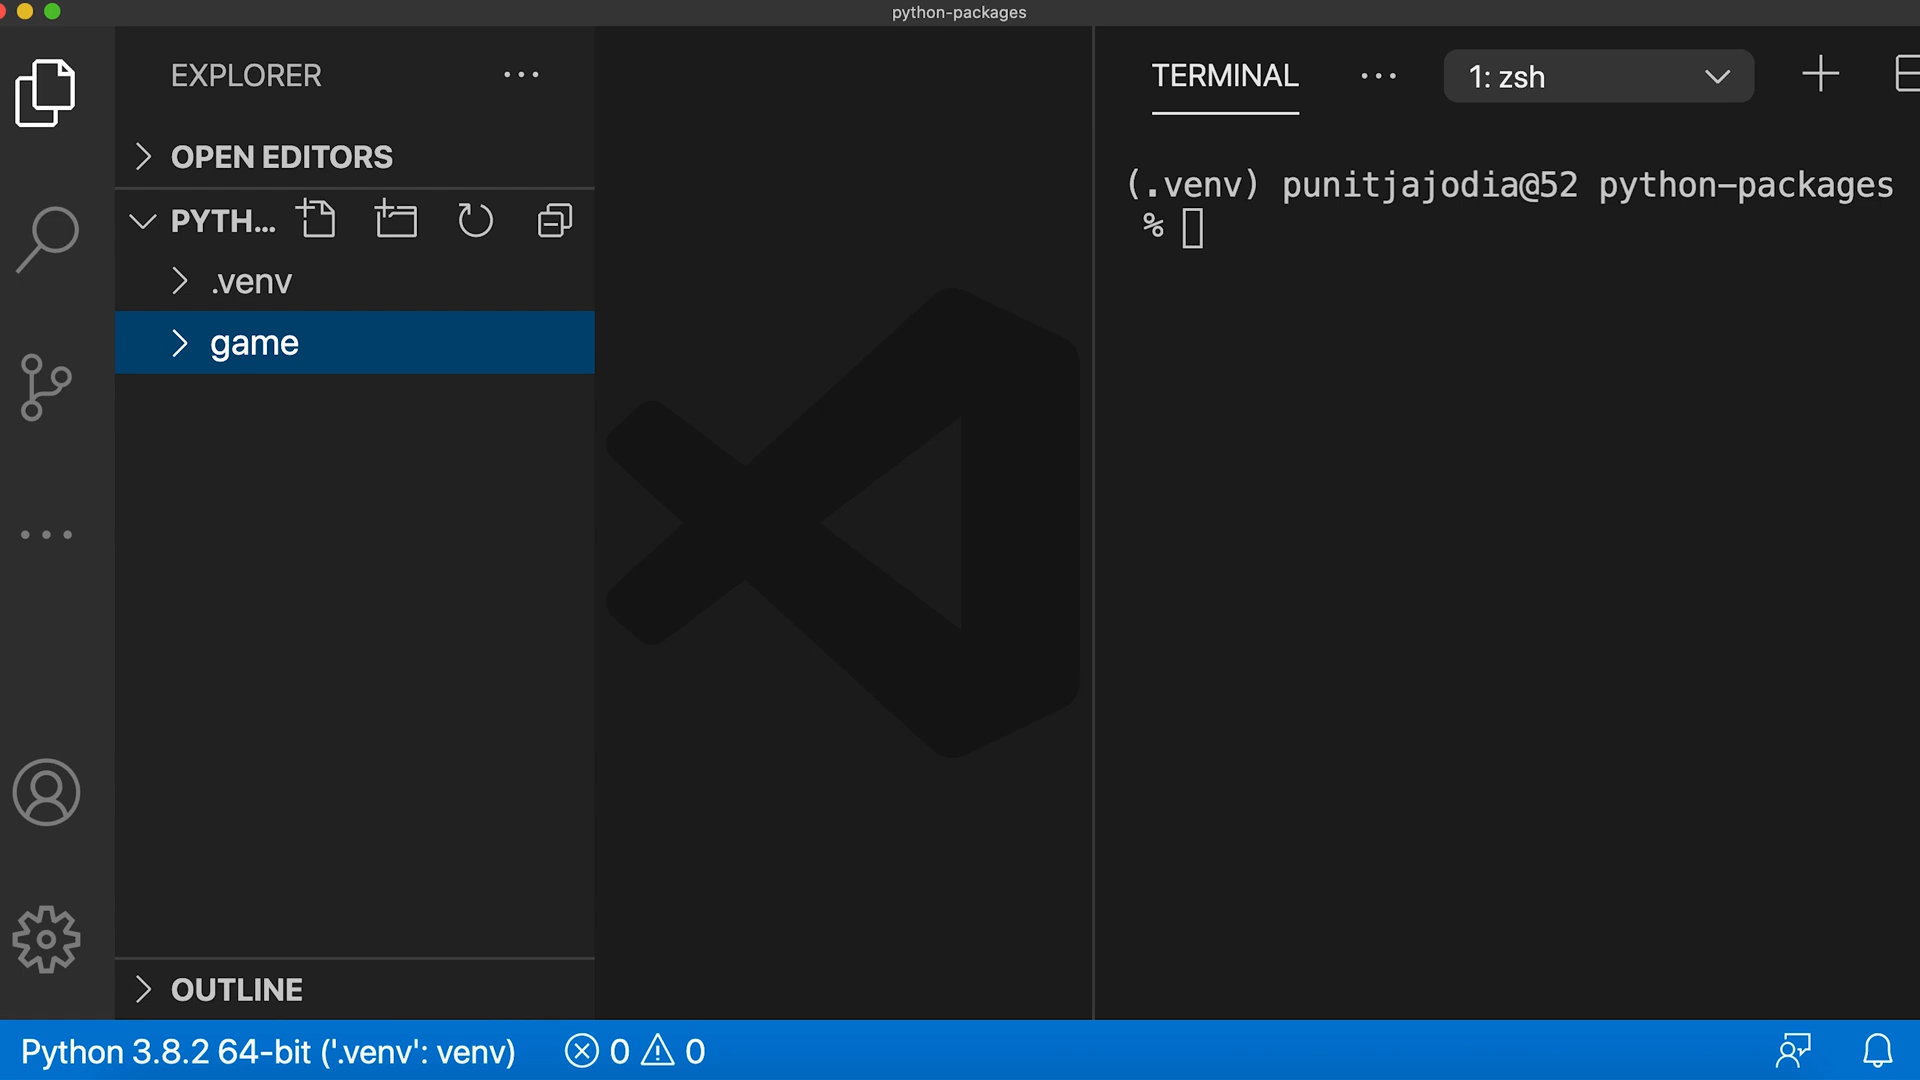 python-packages
EXPLORER
OPEN EDITORS
PYTH...
.venv
game
OUTLINE
TERMINAL
1: zsh
(.venv) punitjajodia@52 python-packages
%
Python 3.8.2 64-bit ('.venv': venv)
0
0